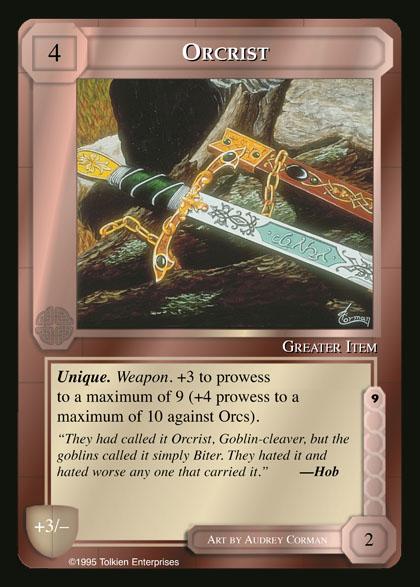 4
ORCRIST
Corman
GREATER ITEM
Unique. Weapon. +3 to prowess
to a maximum of 9 (+4 prowess to a
maximum of 10 against Orcs).
9
“They had called it Orcrist, Goblin-cleaver, but the
goblins called it simply Biter. They hated it and
hated worse any one that carried it.” —Hob
+3/–
ART BY AUDREY CORMAN
2
©1995 Tolkien Enterprises